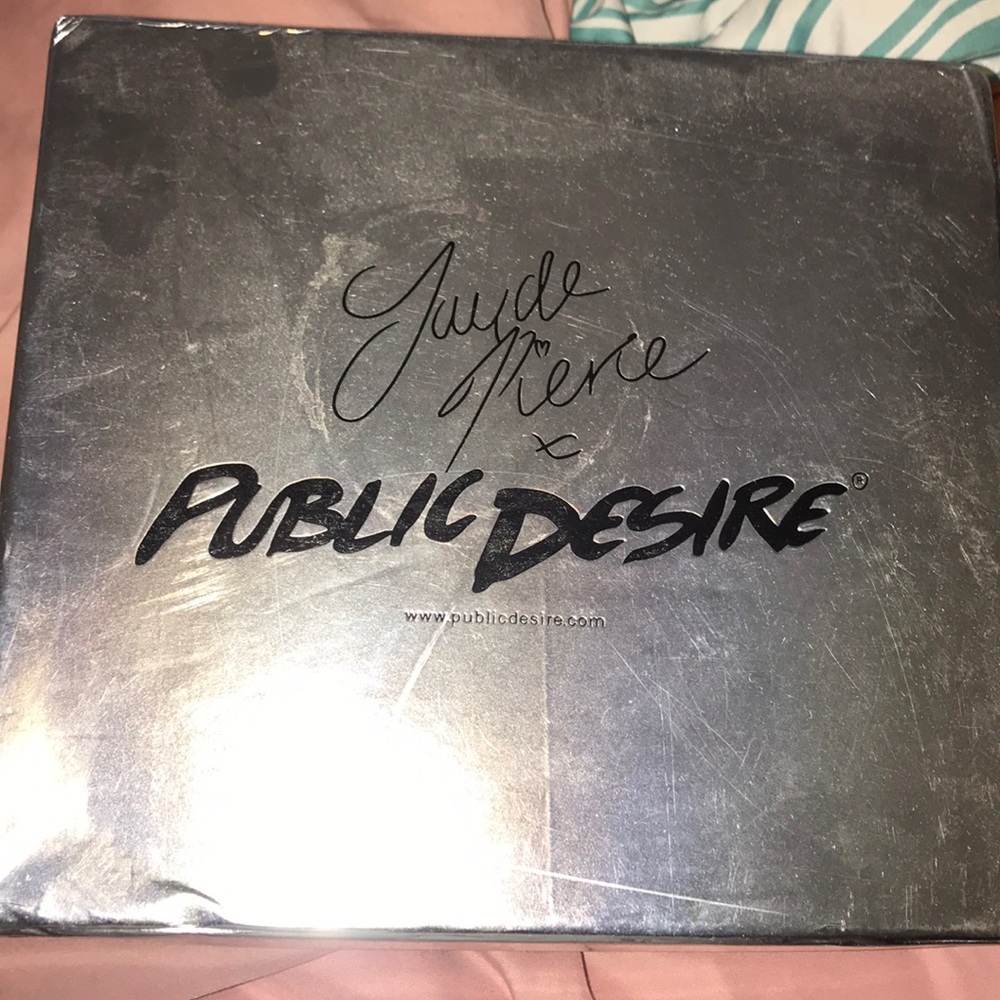 Jayde
Pierce
x
PUBLIC DESIRE®
www.publicdesire.com